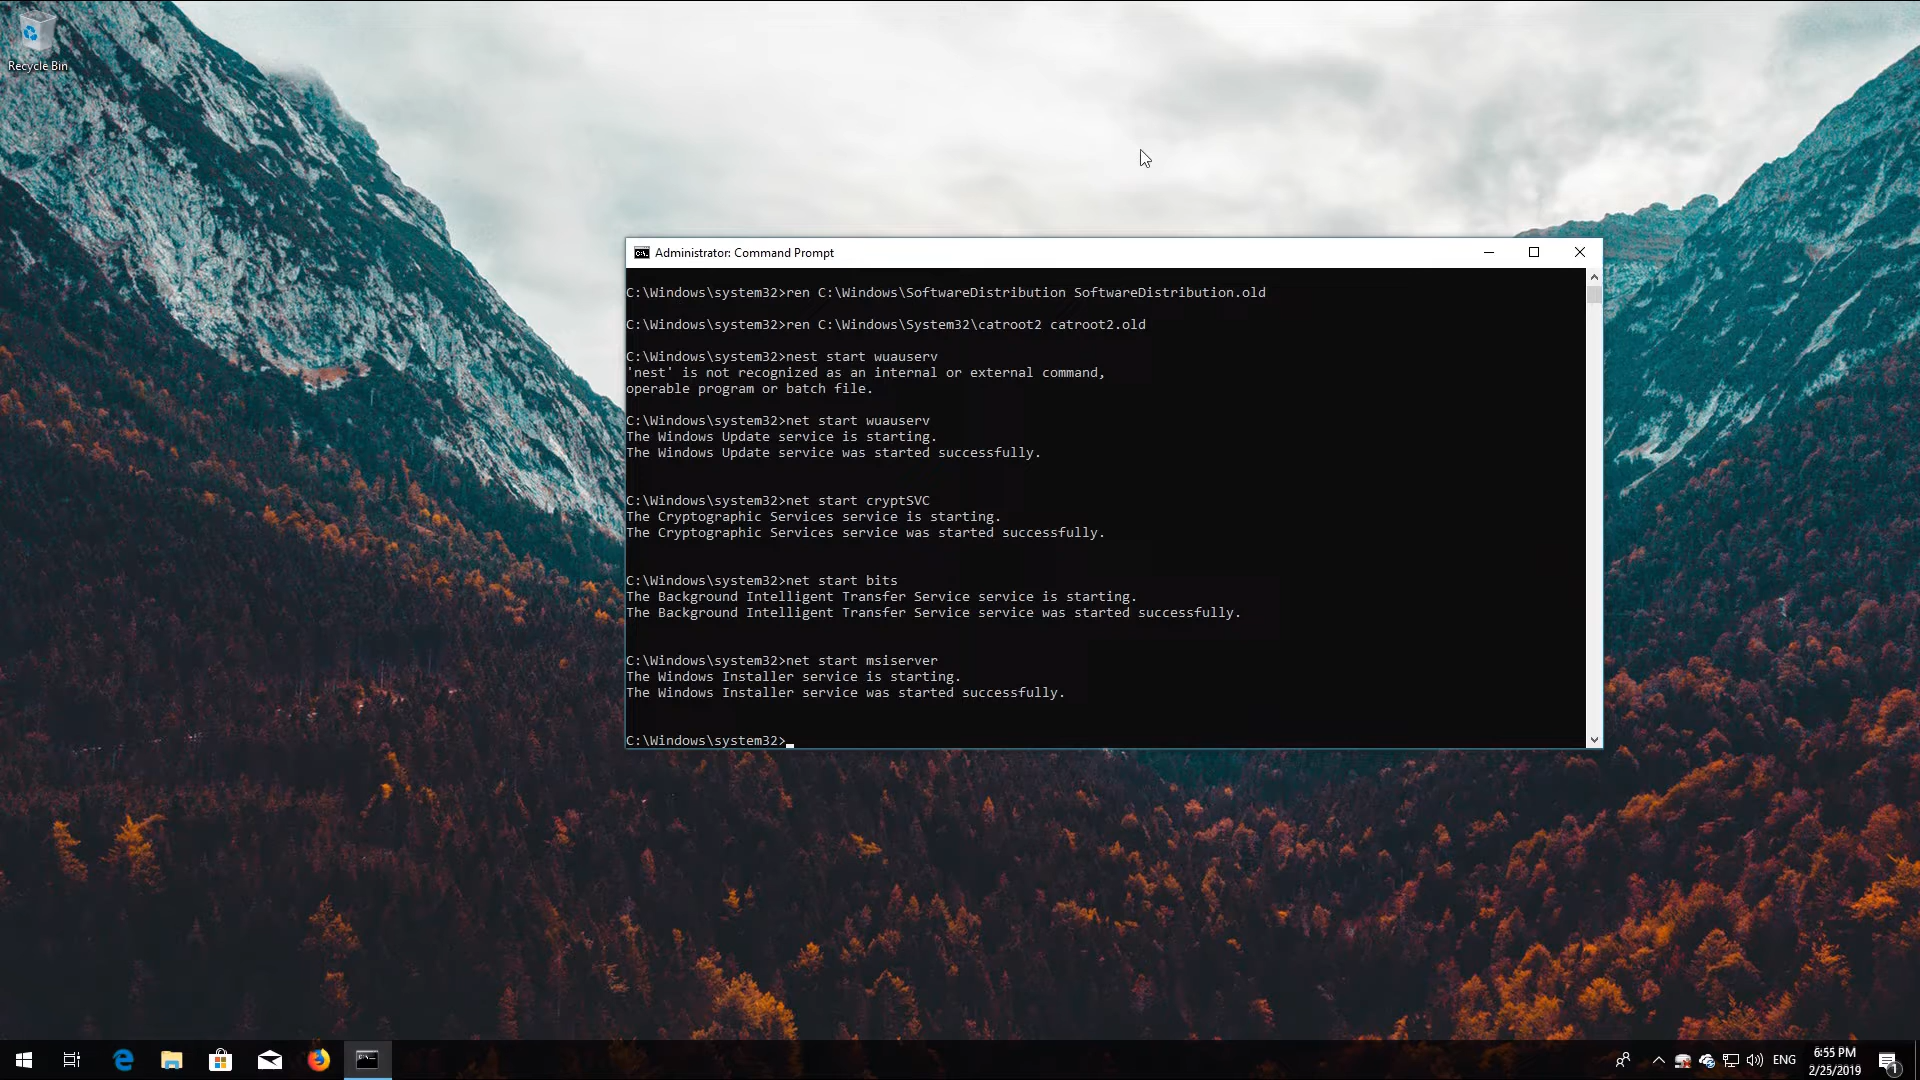 Recycle Bin
Administrator: Command Prompt
C:\Windows\system32>ren C:\Windows\SoftwareDistribution SoftwareDistribution.old
C:\Windows\system32>ren C:\Windows\System32\catroot2 catroot2.old
C:\Windows\system32>nest start wuauserv
'nest' is not recognized as an internal or external command,
operable program or batch file.
C:\Windows\system32>net start wuauserv
The Windows Update service is starting.
The Windows Update service was started successfully.
C:\Windows\system32>net start cryptSVC
The Cryptographic Services service is starting.
The Cryptographic Services service was started successfully.
C:\Windows\system32>net start bits
The Background Intelligent Transfer Service service is starting.
The Background Intelligent Transfer Service service was started successfully.
C:\Windows\system32>net start msiserver
The Windows Installer service is starting.
The Windows Installer service was started successfully.
C:\Windows\system32>
ENG
6:55 PM
2/25/2019
1